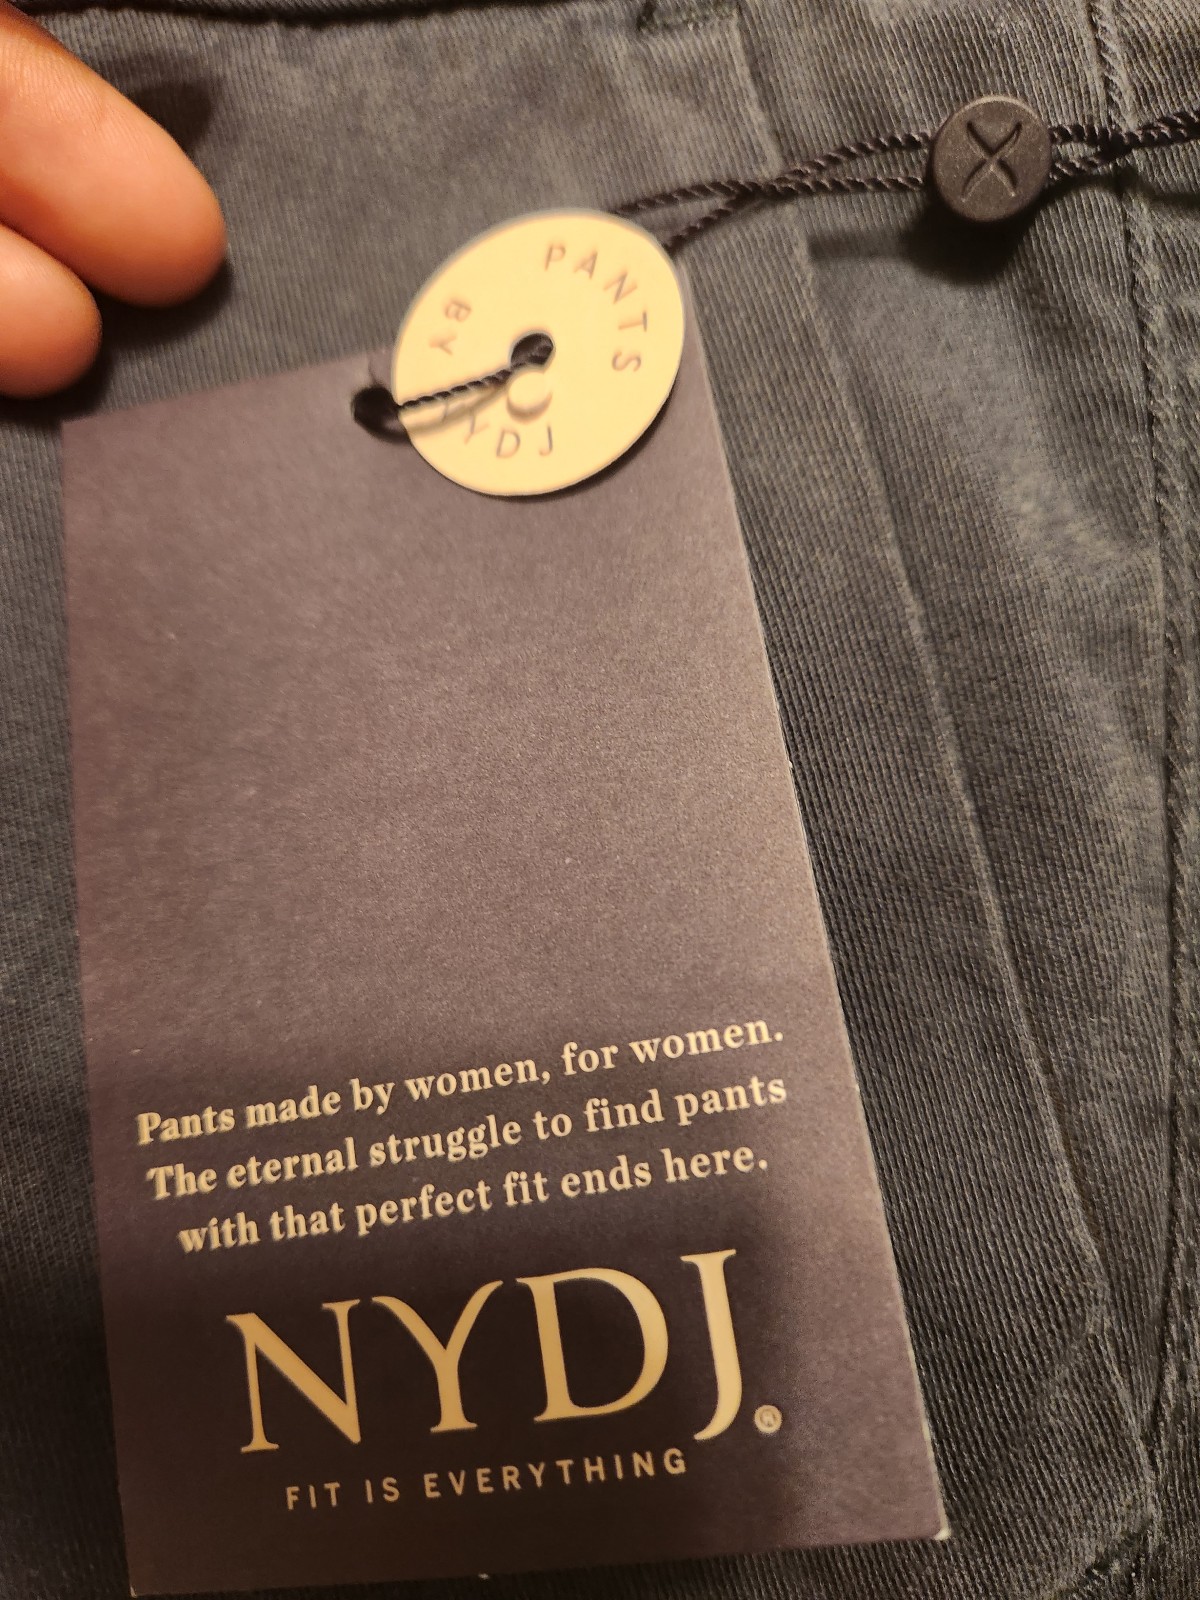 PANTS
BY
NYDJ
X
Pants made by women, for women.
The eternal struggle to find pants
with that perfect fit ends here.
NYDJ®
FIT IS EVERYTHING